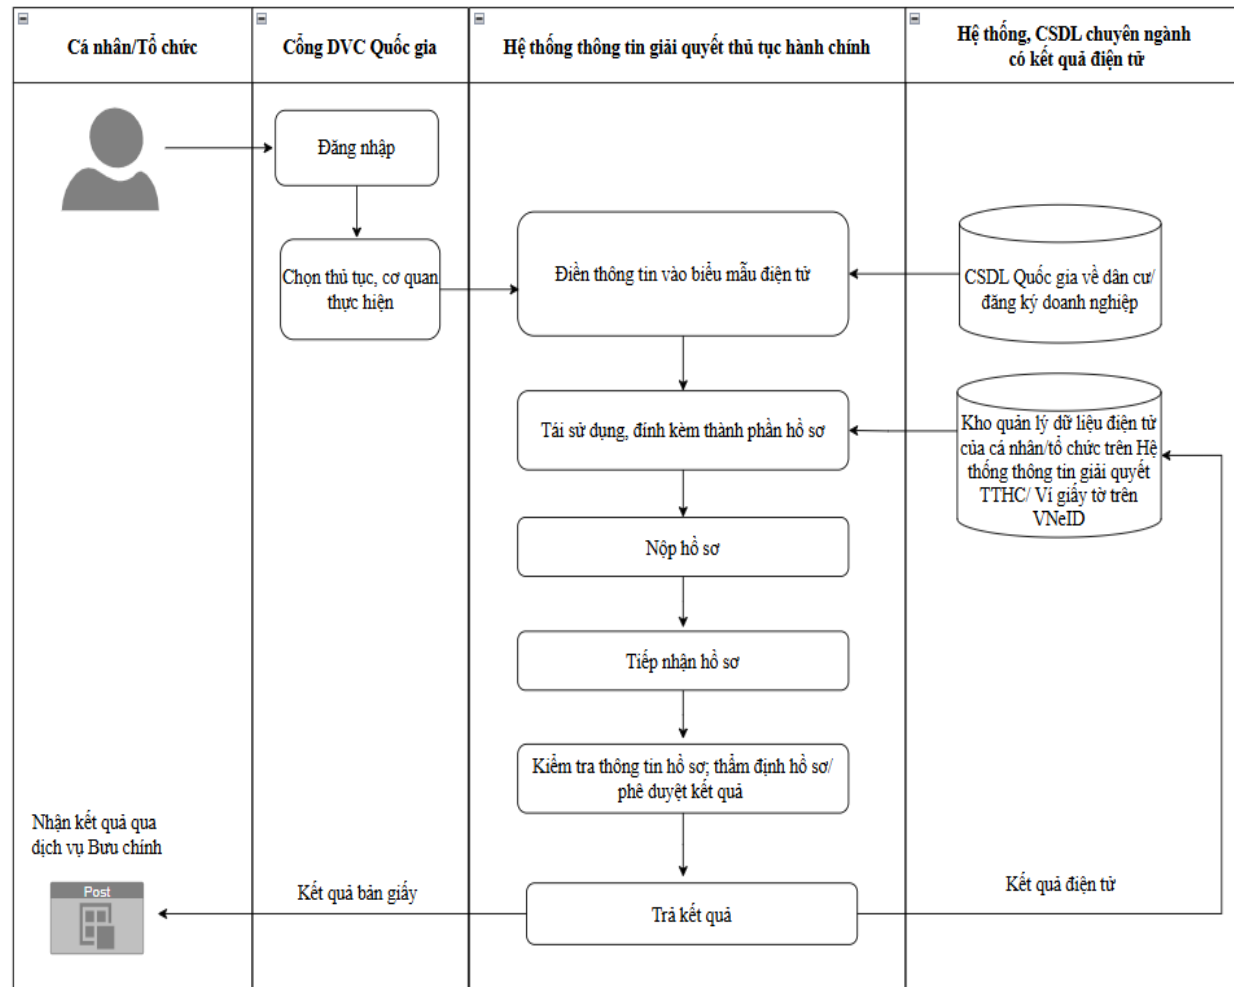 Cá nhân/Tổ chức
Cổng DVC Quốc gia
Hệ thống thông tin giải quyết thủ tục hành chính
Hệ thống, CSDL chuyên ngành
có kết quả điện tử
Đăng nhập
Chọn thủ tục, cơ quan
thực hiện
Điền thông tin vào biểu mẫu điện tử
CSDL Quốc gia về dân cư/
đăng ký doanh nghiệp
Tái sử dụng, đính kèm thành phần hồ sơ
Kho quản lý dữ liệu điện tử
của cá nhân/tổ chức trên Hệ
thống thông tin giải quyết
TTHC/ Ví giấy tờ trên
VNeID
Nộp hồ sơ
Tiếp nhận hồ sơ
Kiểm tra thông tin hồ sơ; thẩm định hồ sơ/
phê duyệt kết quả
Nhận kết quả qua
dịch vụ Bưu chính
Post
Kết quả bản giấy
Trả kết quả
Kết quả điện tử